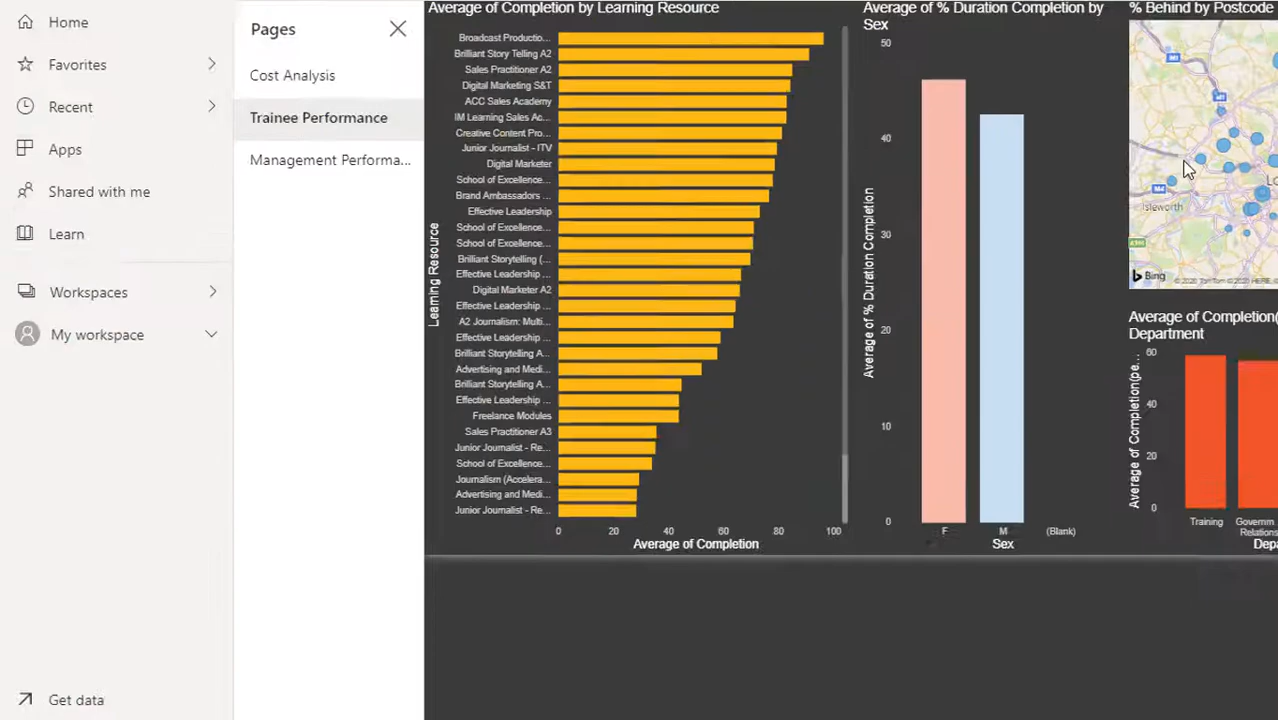 Home
Favorites
Recent
Apps
Shared with me
Learn
Workspaces
My workspace
Get data
Pages
Cost Analysis
Trainee Performance
Management Performa...
Average of Completion by Learning Resource
Learning Resource
Broadcast Productio...
Brilliant Story Telling A2
Sales Practitioner A2
Digital Marketing S&T
ACC Sales Academy
IM Learning Sales Ac...
Creative Content Pro...
Junior Journalist - ITV
Digital Marketer
School of Excellence...
Brand Ambassadors ...
Effective Leadership
School of Excellence...
School of Excellence...
Brilliant Storytelling (...
Effective Leadership ...
Digital Marketer A2
Effective Leadership ...
A2 Journalism: Multi...
Effective Leadership ...
Brilliant Storytelling A...
Advertising and Medi...
Brilliant Storytelling A...
Effective Leadership ...
Freelance Modules
Sales Practitioner A3
Junior Journalist - Re...
School of Excellence...
Journalism (Accelera...
Advertising and Medi...
Junior Journalist - Re...
0 20 40 60 80 100
Average of Completion
Average of % Duration Completion by
Sex
Average of % Duration Completion
50
40
30
20
10
0
F M (Blank)
Sex
% Behind by Postcode
Isleworth
Bing
Average of Completion(
Department
Average of Completion(pe...
60
40
20
0
Training Governm
Relations
Depa